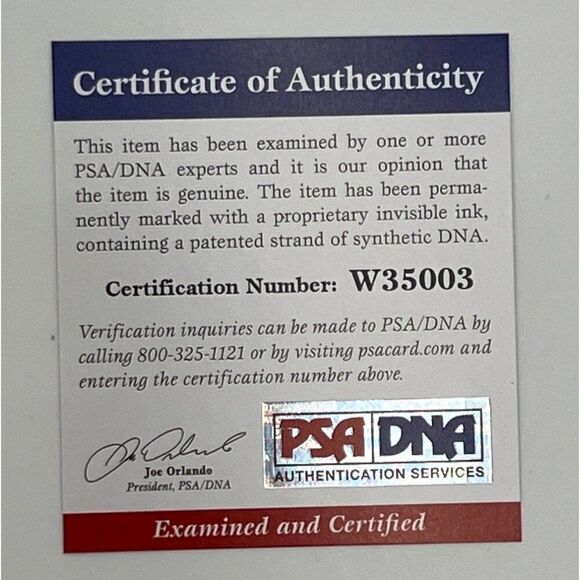 Certificate of Authenticity
This item has been examined by one or more
PSA/DNA experts and it is our opinion that
the item is genuine. The item has been perma-
nently marked with a proprietary invisible ink,
containing a patented strand of synthetic DNA.
Certification Number: W35003
Verification inquiries can be made to PSA/DNA by
calling 800-325-1121 or by visiting psacard.com and
entering the certification number above.
Joe Orlando
President, PSA/DNA
PSA DNA
AUTHENTICATION SERVICES
Examined and Certified